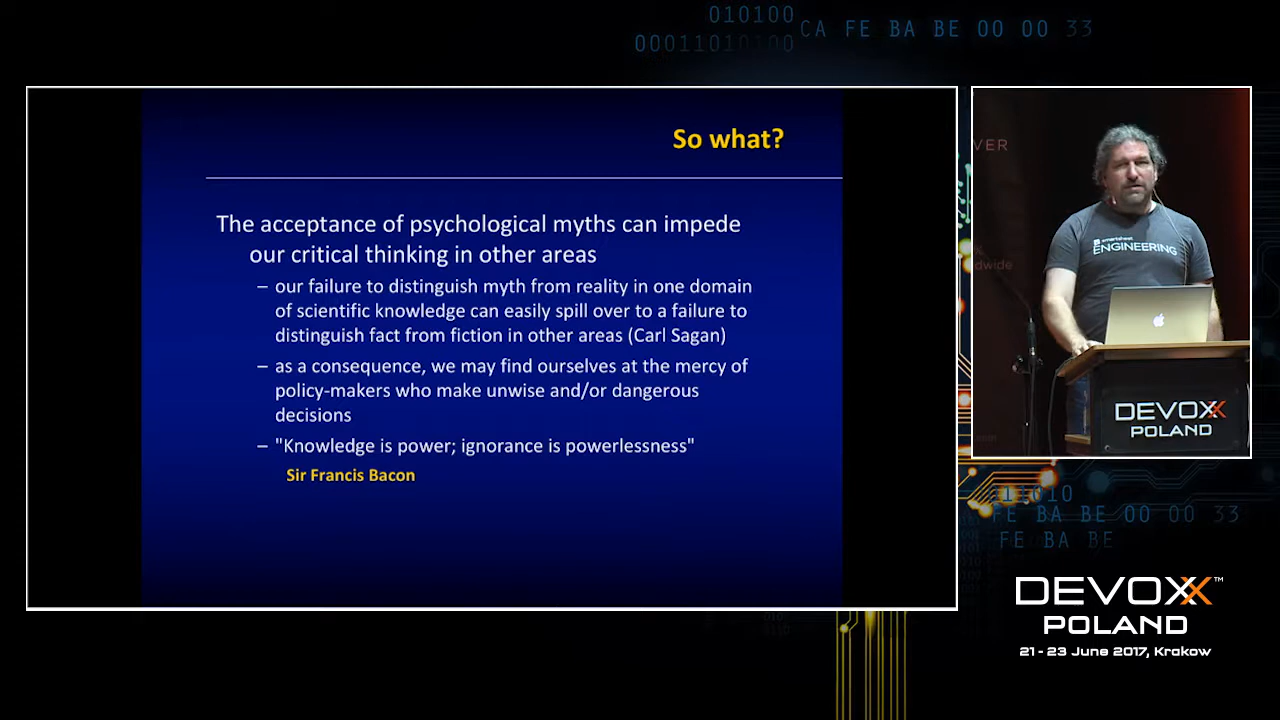 010100
00011010100
CA FE BA BE 00 00 33
So what?
The acceptance of psychological myths can impede
our critical thinking in other areas
– our failure to distinguish myth from reality in one domain
of scientific knowledge can easily spill over to a failure to
distinguish fact from fiction in other areas (Carl Sagan)
– as a consequence, we may find ourselves at the mercy of
policy-makers who make unwise and/or dangerous
decisions
– "Knowledge is power; ignorance is powerlessness"
Sir Francis Bacon
VER
dwide
smartsheet
ENGINEERING
DEVOXX
POLAND
FE BA BE 00 00 33
FE BA BE
DEVOXX™
POLAND
21 - 23 June 2017, Krakow